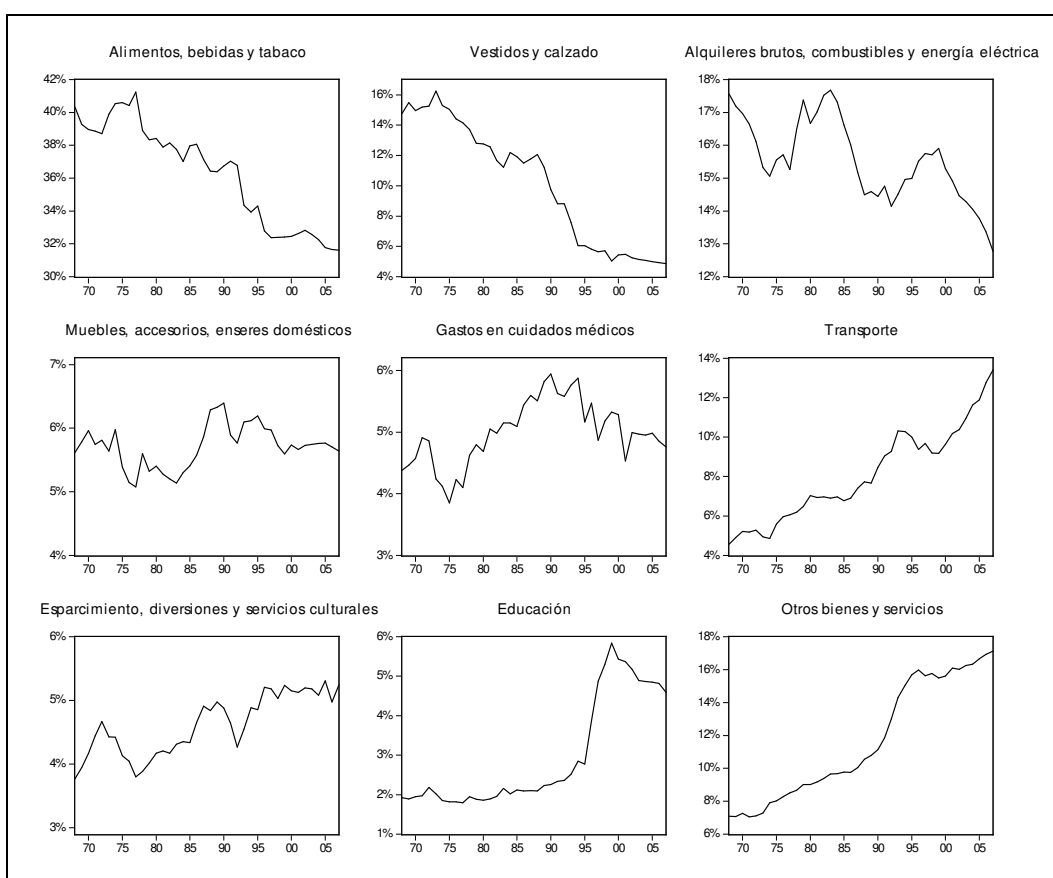 Alimentos, bebidas y tabaco
42%
40%
38%
36%
34%
32%
30%
70 75 80 85 90 95 00 05
Vestidos y calzado
16%
14%
12%
10%
8%
6%
4%
70 75 80 85 90 95 00 05
Alquileres brutos, combustibles y energía eléctrica
18%
17%
16%
15%
14%
13%
12%
70 75 80 85 90 95 00 05
Muebles, accesorios, enseres domésticos
7%
6%
5%
4%
70 75 80 85 90 95 00 05
Gastos en cuidados médicos
6%
5%
4%
3%
70 75 80 85 90 95 00 05
Transporte
14%
12%
10%
8%
6%
4%
70 75 80 85 90 95 00 05
Esparcimiento, diversiones y servicios culturales
6%
5%
4%
3%
70 75 80 85 90 95 00 05
Educación
6%
5%
4%
3%
2%
1%
70 75 80 85 90 95 00 05
Otros bienes y servicios
18%
16%
14%
12%
10%
8%
6%
70 75 80 85 90 95 00 05